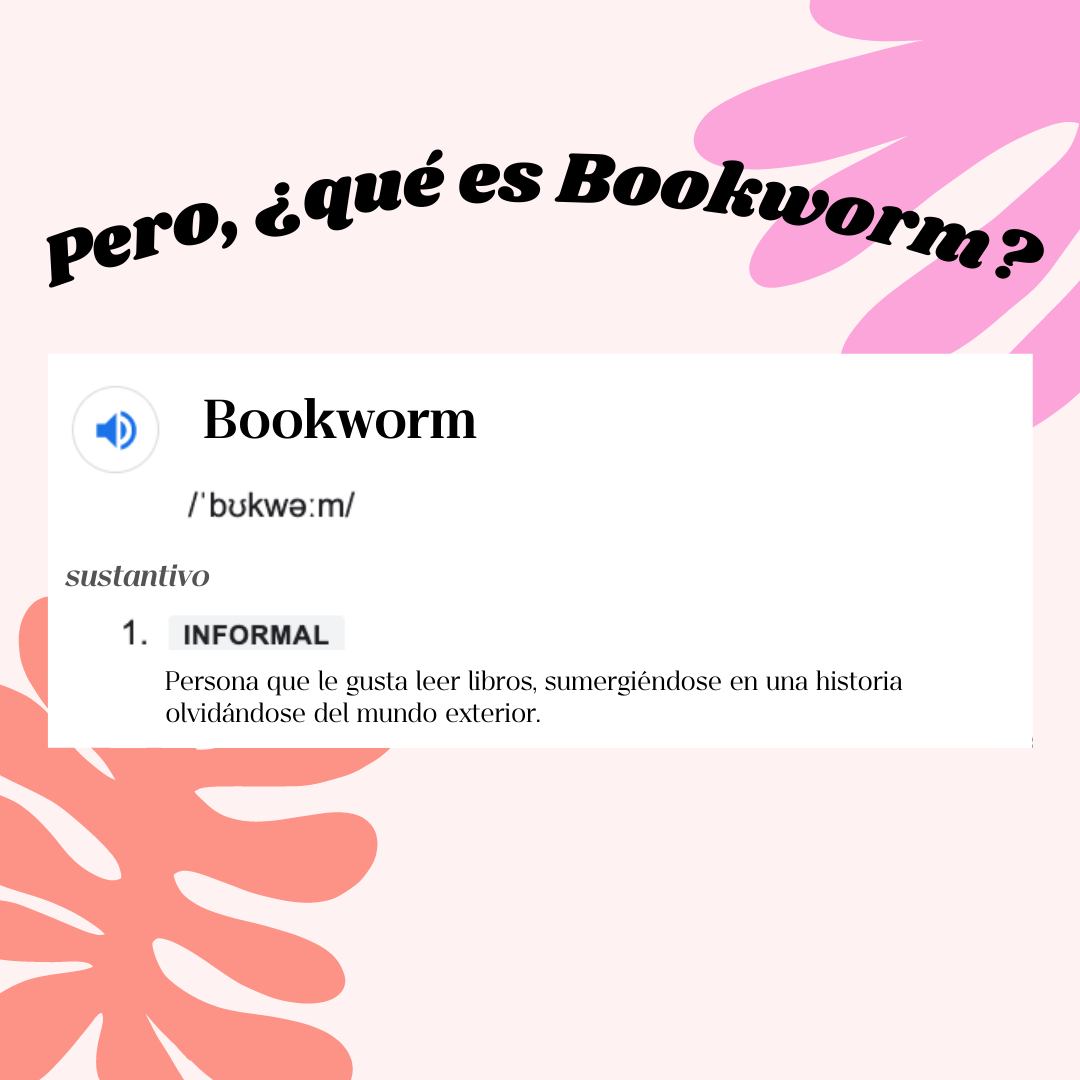 Pero, ¿qué es Bookworm?
Bookworm
/ˈbʊkwəːm/
sustantivo
1. INFORMAL
Persona que le gusta leer libros, sumergiéndose en una historia
olvidándose del mundo exterior.